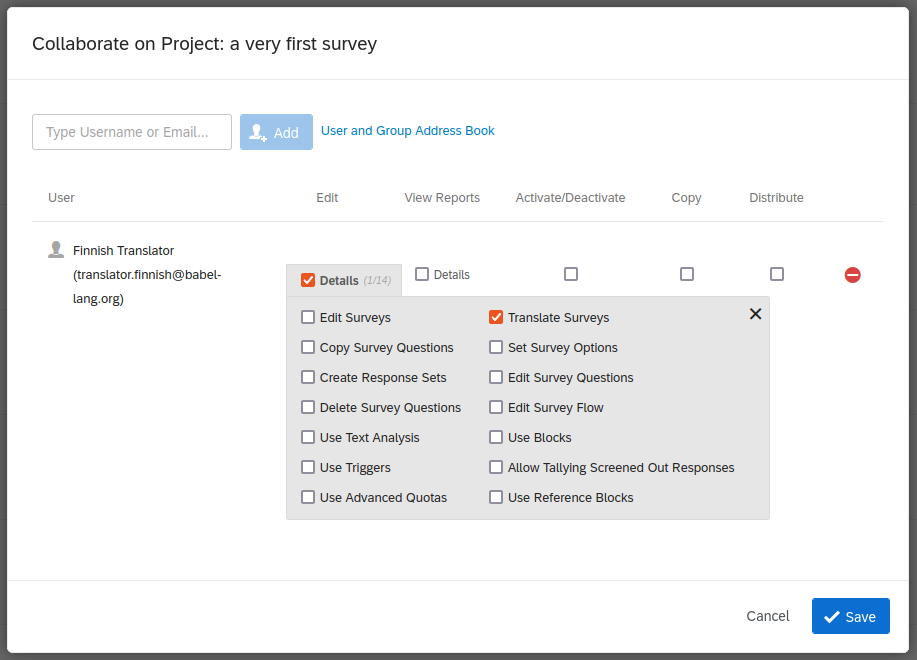 Collaborate on Project: a very first survey
Type Username or Email...
Add
User and Group Address Book
User Edit View Reports Activate/Deactivate Copy Distribute
Finnish Translator
(translator.finnish@babel-
lang.org)
Details (1/14)
Details
Edit Surveys
Translate Surveys
Copy Survey Questions
Set Survey Options
Create Response Sets
Edit Survey Questions
Delete Survey Questions
Edit Survey Flow
Use Text Analysis
Use Blocks
Use Triggers
Allow Tallying Screened Out Responses
Use Advanced Quotas
Use Reference Blocks
Cancel
Save